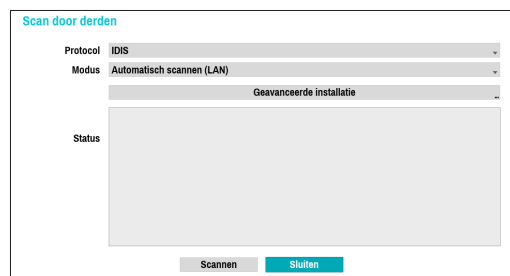 Scan door derden
Protocol IDIS
Modus Automatisch scannen (LAN)
Geavanceerde installatie ...
Status
Scannen Sluiten